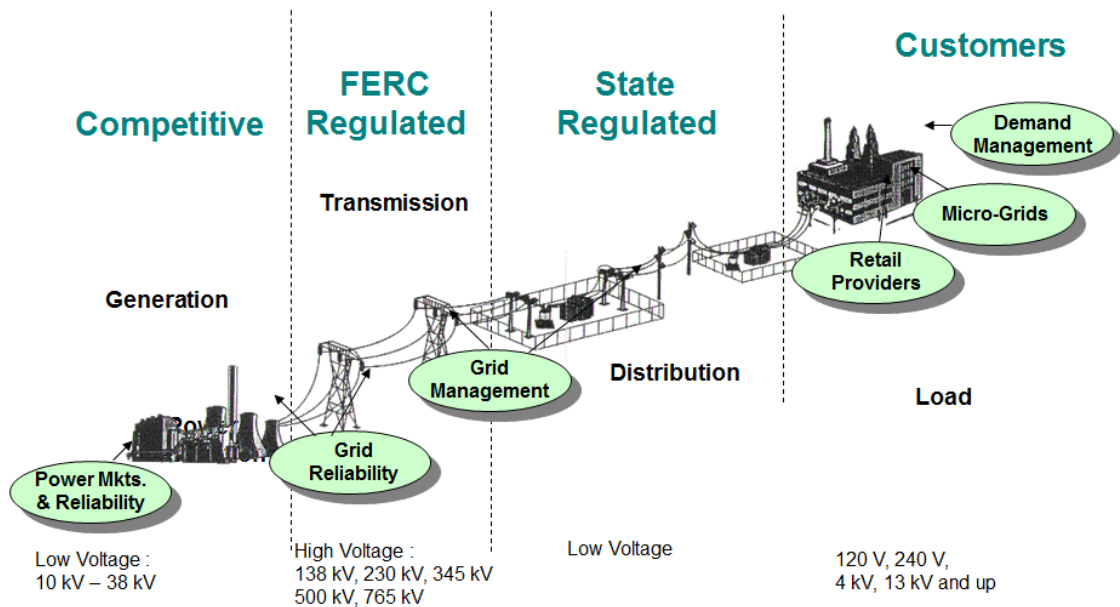 Customers
FERC
Regulated
State
Regulated
Competitive
Demand
Management
Transmission
Micro-Grids
Retail
Providers
Generation
Grid
Management
Distribution
Load
Grid
Reliability
Power Mkts.
& Reliability
Low Voltage :
10 kV – 38 kV
High Voltage :
138 kV, 230 kV, 345 kV
500 kV, 765 kV
Low Voltage
120 V, 240 V,
4 kV, 13 kV and up